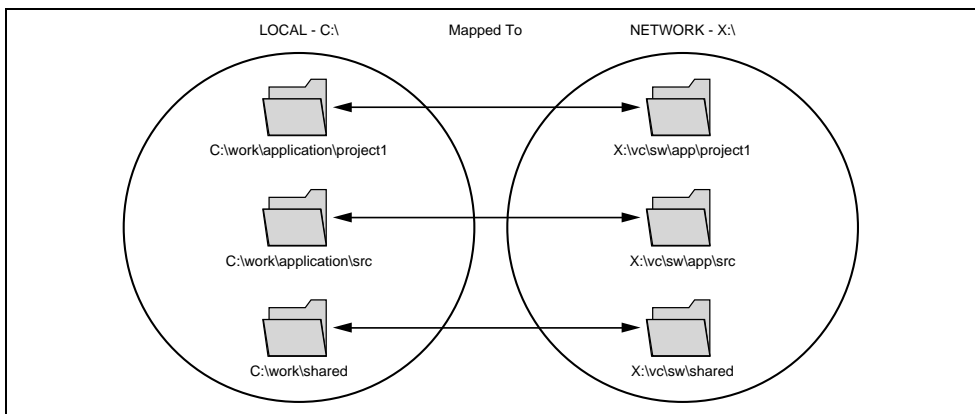 LOCAL - C:\ Mapped To NETWORK - X:\
C:\work\application\project1 X:\vc\sw\app\project1
C:\work\application\src X:\vc\sw\app\src
C:\work\shared X:\vc\sw\shared